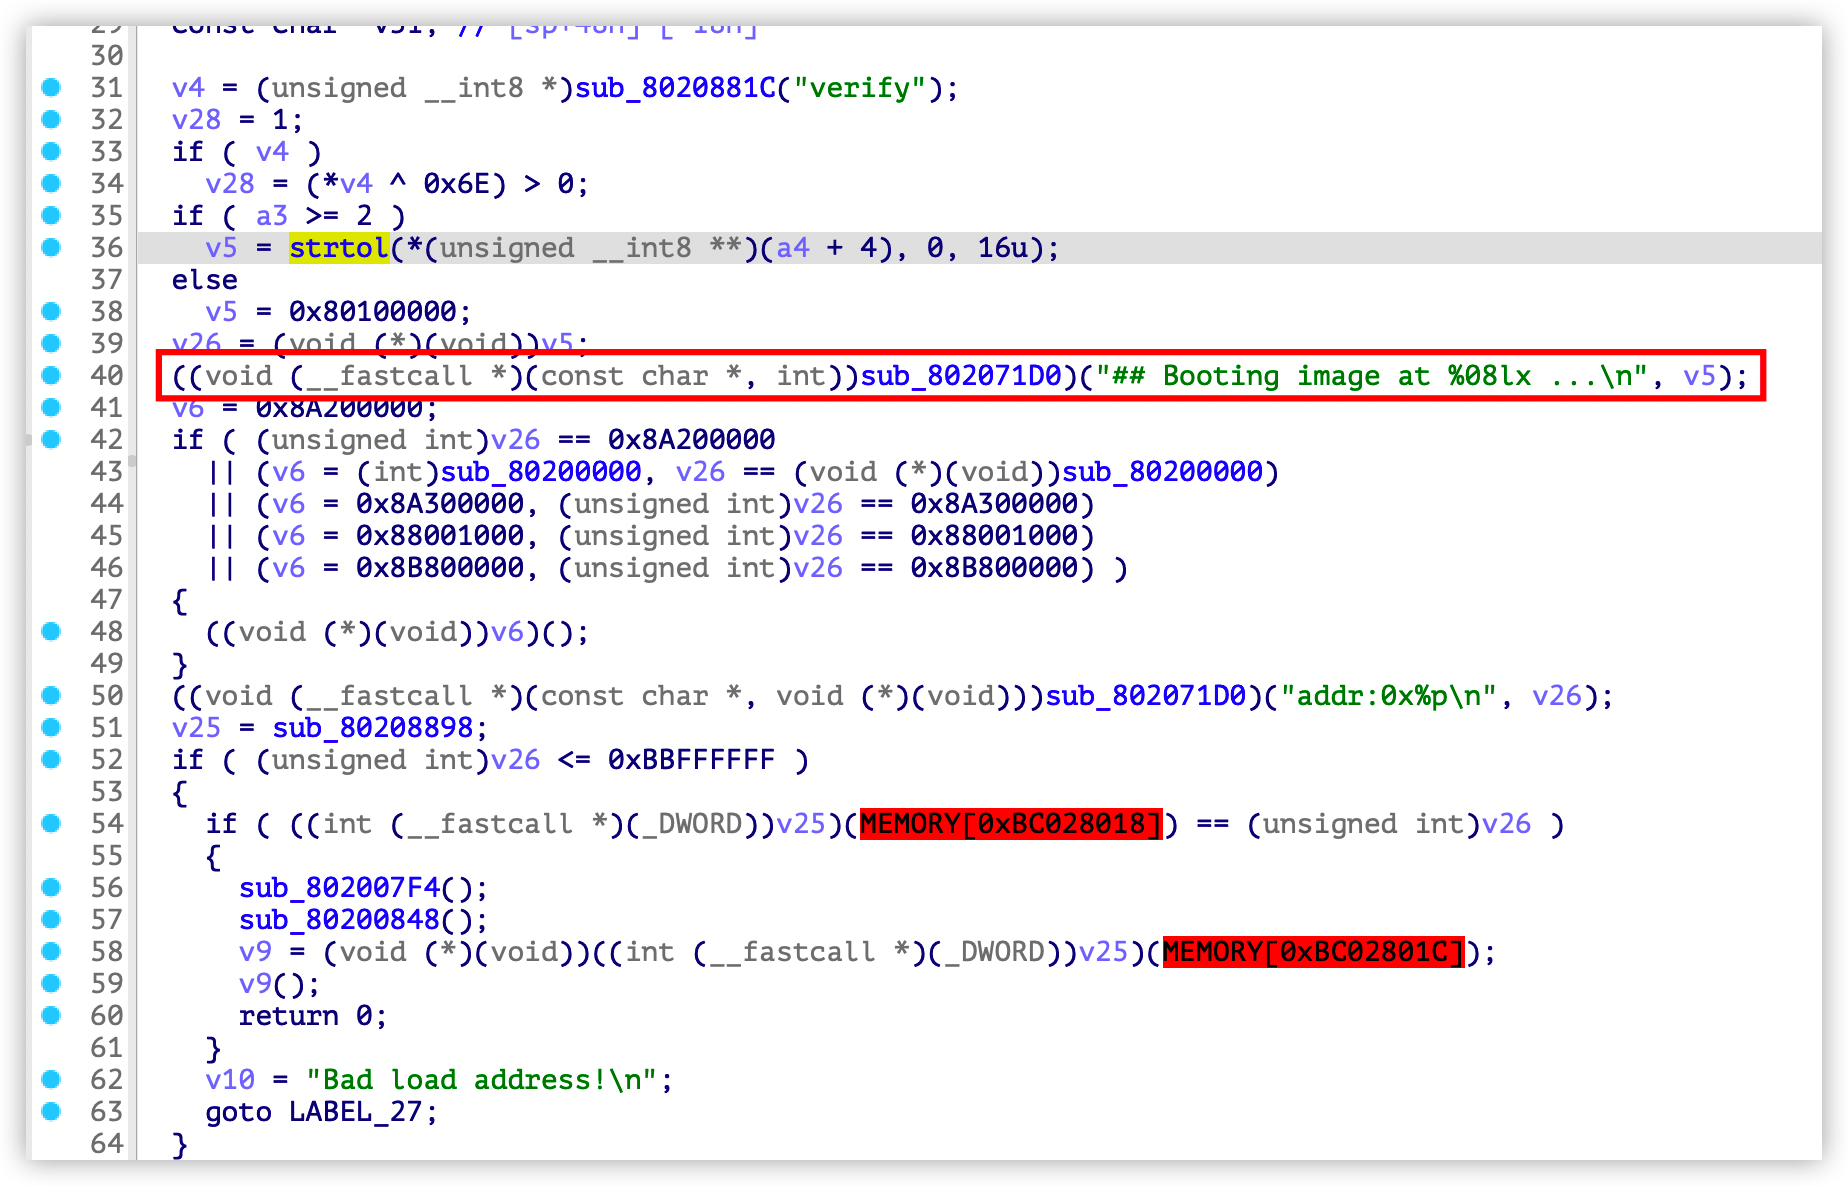 29 const char *v31; // [sp+48h] [-18h]
30
31 v4 = (unsigned __int8 *)sub_8020881C("verify");
32 v28 = 1;
33 if ( v4 )
34 v28 = (*v4 ^ 0x6E) > 0;
35 if ( a3 >= 2 )
36 v5 = strtol(*(unsigned __int8 **)(a4 + 4), 0, 16u);
37 else
38 v5 = 0x80100000;
39 v26 = (void (*)(void))v5;
40 ((void (__fastcall *)(const char *, int))sub_802071D0)("## Booting image at %08lx ...\n", v5);
41 v6 = 0x8A200000;
42 if ( (unsigned int)v26 == 0x8A200000
43 || (v6 = (int)sub_80200000, v26 == (void (*)(void))sub_80200000)
44 || (v6 = 0x8A300000, (unsigned int)v26 == 0x8A300000)
45 || (v6 = 0x88001000, (unsigned int)v26 == 0x88001000)
46 || (v6 = 0x8B800000, (unsigned int)v26 == 0x8B800000) )
47 {
48 ((void (*)(void))v6)();
49 }
50 ((void (__fastcall *)(const char *, void (*)(void)))sub_802071D0)("addr:0x%p\n", v26);
51 v25 = sub_80208898;
52 if ( (unsigned int)v26 <= 0xBBFFFFFF )
53 {
54 if ( ((int (__fastcall *)(_DWORD))v25)(MEMORY[0xBC028018]) == (unsigned int)v26 )
55 {
56 sub_802007F4();
57 sub_80200848();
58 v9 = (void (*)(void))((int (__fastcall *)(_DWORD))v25)(MEMORY[0xBC02801C]);
59 v9();
60 return 0;
61 }
62 v10 = "Bad load address!\n";
63 goto LABEL_27;
64 }